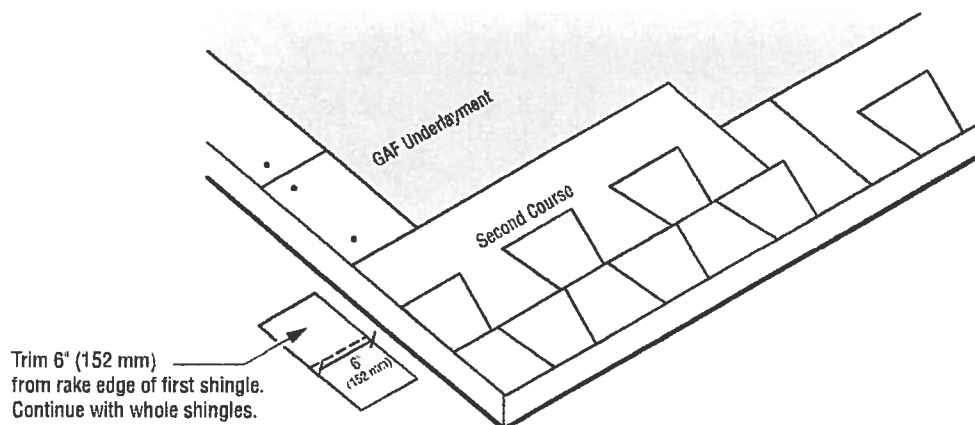 GAF Underlayment
Second Course
Trim 6" (152 mm)
from rake edge of first shingle.
Continue with whole shingles.
6"
(152 mm)